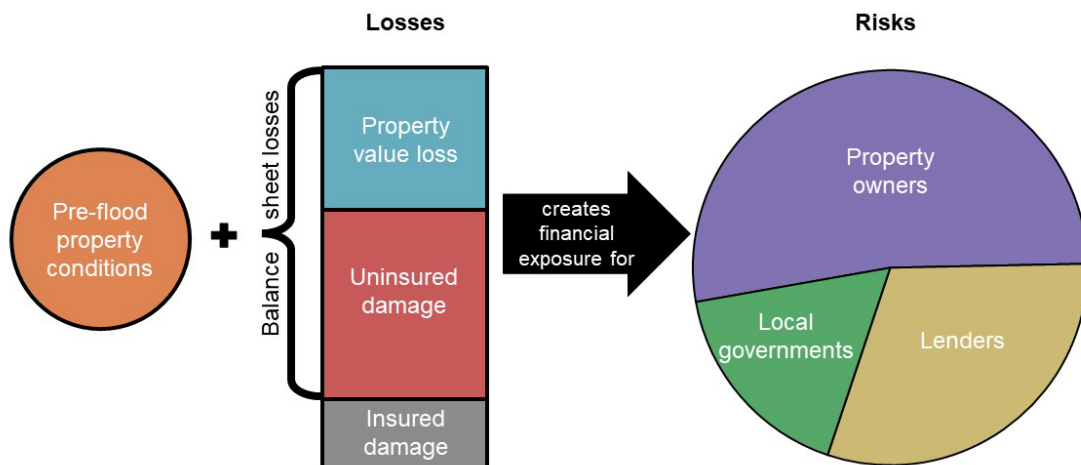 Losses
Risks
Pre-flood
property
conditions
Balance sheet losses
Property
value loss
Uninsured
damage
Insured
damage
creates
financial
exposure for
Property
owners
Local
governments
Lenders